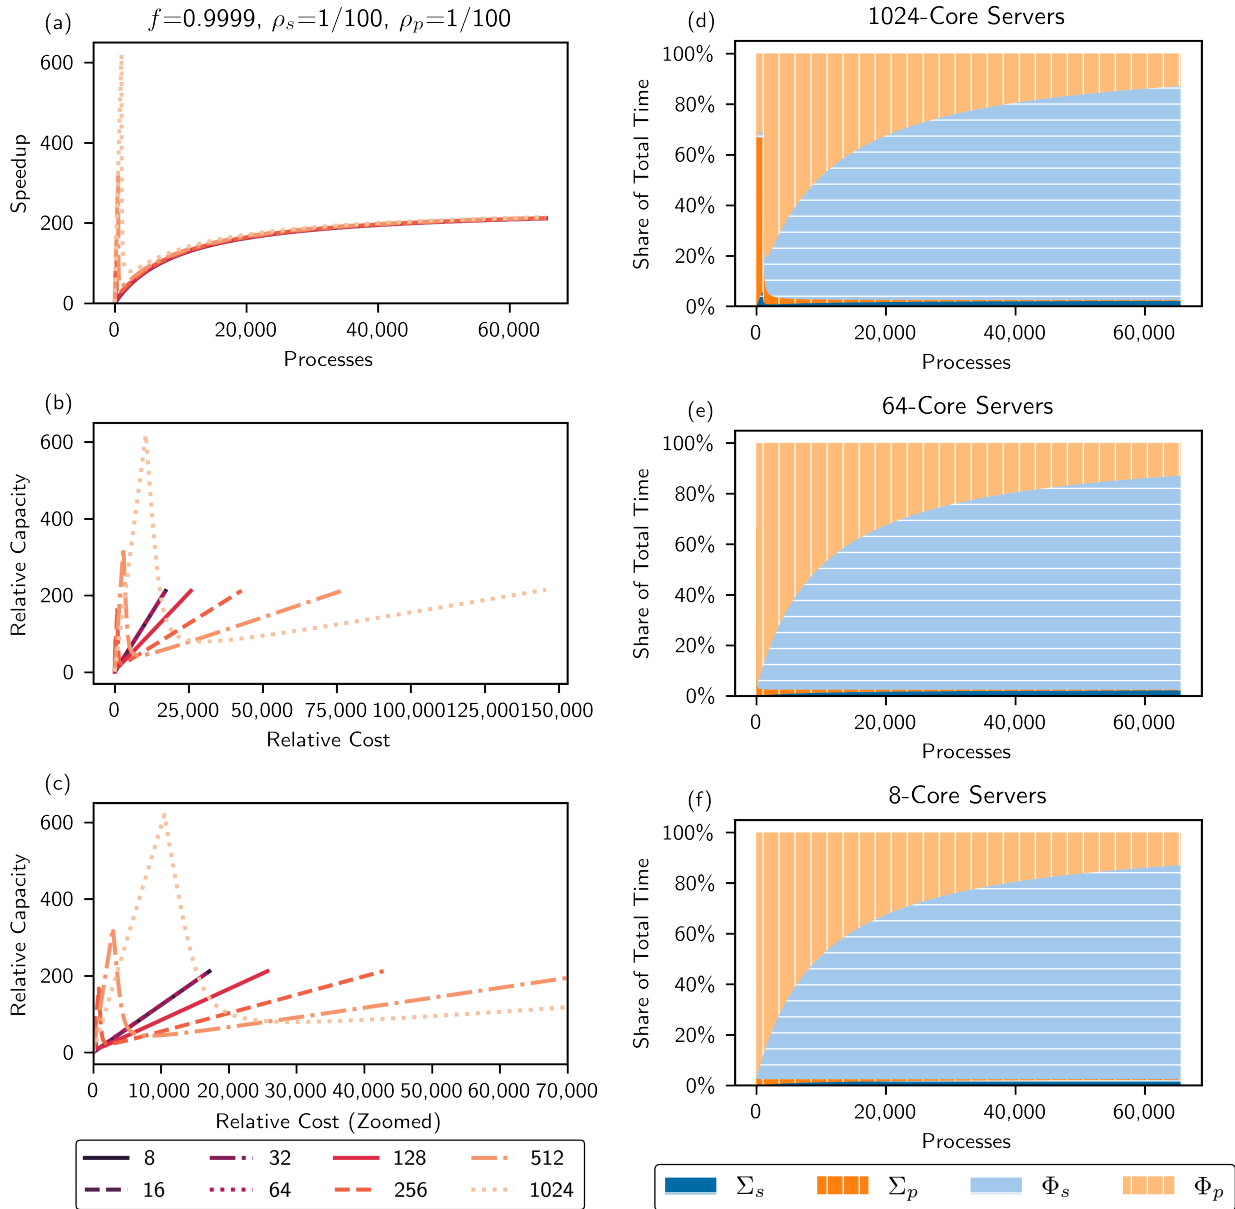 (a)
f=0.9999, ρs=1/100, ρp=1/100
600
400
200
0
Speedup
0 20,000 40,000 60,000
Processes
(b)
600
400
200
0
Relative Capacity
0 25,000 50,000 75,000 100,000 125,000 150,000
Relative Cost
(c)
600
400
200
0
Relative Capacity
0 10,000 20,000 30,000 40,000 50,000 60,000 70,000
Relative Cost (Zoomed)
8 32 128 512
16 64 256 1024
(d)
1024-Core Servers
100%
80%
60%
40%
20%
0%
Share of Total Time
0 20,000 40,000 60,000
Processes
(e)
64-Core Servers
100%
80%
60%
40%
20%
0%
Share of Total Time
0 20,000 40,000 60,000
Processes
(f)
8-Core Servers
100%
80%
60%
40%
20%
0%
Share of Total Time
0 20,000 40,000 60,000
Processes
Σs Σp Φs Φp